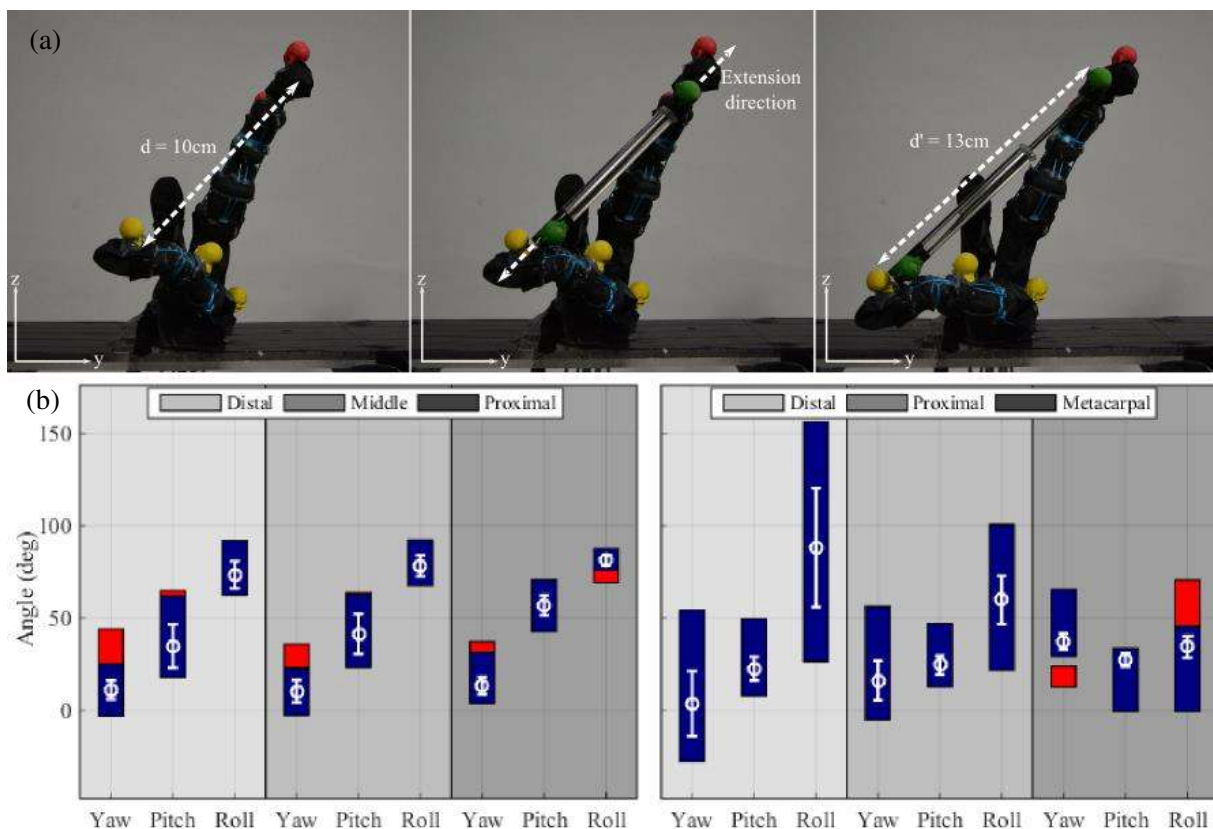 (a)
d = 10cm
z
y
Extension
direction
z
y
d' = 13cm
z
y
(b)
Distal Middle Proximal
Distal Proximal Metacarpal
150
100
50
0
Angle (deg)
Yaw Pitch Roll Yaw Pitch Roll Yaw Pitch Roll
Yaw Pitch Roll Yaw Pitch Roll Yaw Pitch Roll